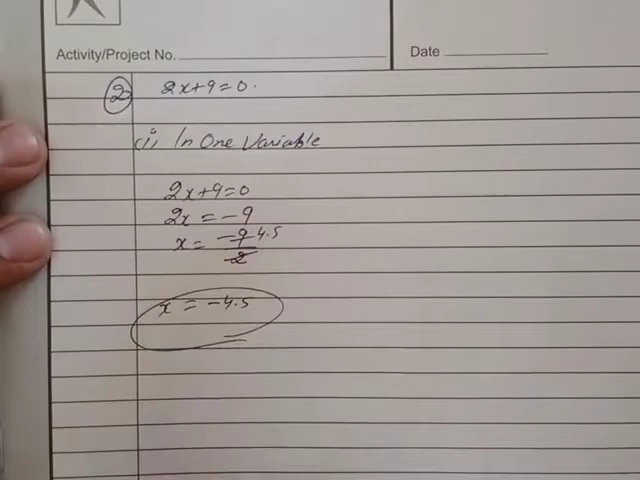 Activity/Project No.
Date
2 2x+9=0.
(i) In One Variable
2x+9=0
2x = -9
x = -9 4.5
2
x = -4.5